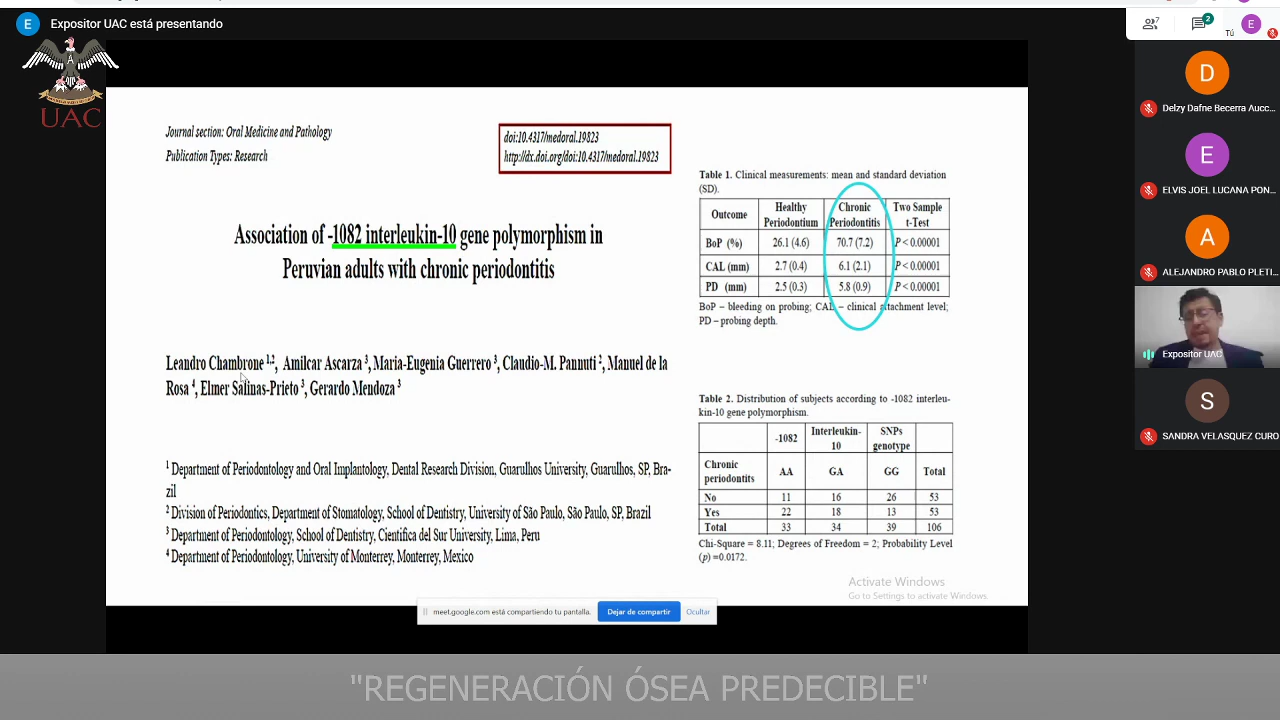 E Expositor UAC está presentando
UAC
Journal section: Oral Medicine and Pathology
Publication Types: Research
doi:10.4317/medoral.19823
http://dx.doi.org/doi:10.4317/medoral.19823
Association of -1082 interleukin-10 gene polymorphism in
Peruvian adults with chronic periodontitis
Leandro Chambrone 1,2, Amilcar Ascarza 3, Maria-Eugenia Guerrero 3, Claudio-M. Pannuti 2, Manuel de la
Rosa 4, Elmer Salinas-Prieto 3, Gerardo Mendoza 3
1 Department of Periodontology and Oral Implantology, Dental Research Division, Guarulhos University, Guarulhos, SP, Bra-
zil
2 Division of Periodontics, Department of Stomatology, School of Dentistry, University of São Paulo, São Paulo, SP, Brazil
3 Department of Periodontology, School of Dentistry, Cientifica del Sur University, Lima, Peru
4 Department of Periodontology, University of Monterrey, Monterrey, Mexico
Table 1. Clinical measurements: mean and standard deviation
(SD).
Outcome Healthy Periodontium Chronic Periodontitis Two Sample t-Test
BoP (%) 26.1 (4.6) 70.7 (7.2) P < 0.00001
CAL (mm) 2.7 (0.4) 6.1 (2.1) P < 0.00001
PD (mm) 2.5 (0.3) 5.8 (0.9) P < 0.00001
BoP – bleeding on probing; CAL – clinical attachment level;
PD – probing depth.
Table 2. Distribution of subjects according to -1082 interleu-
kin-10 gene polymorphism.
-1082 Interleukin-10 SNPs genotype
Chronic periodontits AA GA GG Total
No 11 16 26 53
Yes 22 18 13 53
Total 33 34 39 106
Chi-Square = 8.11; Degrees of Freedom = 2; Probability Level
(p) =0.0172.
Activate Windows
Go to Settings to activate Windows.
meet.google.com está compartiendo tu pantalla. Dejar de compartir Ocultar
7
2
Tú
E
D
Delzy Dafne Becerra Aucc...
E
ELVIS JOEL LUCANA PON...
A
ALEJANDRO PABLO PLETI...
Expositor UAC
S
SANDRA VELASQUEZ CURO
"REGENERACIÓN ÓSEA PREDECIBLE"